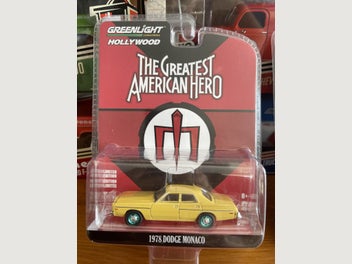 GREENLIGHT
HOLLYWOOD
THE GREATEST
AMERICAN HERO
1978 DODGE MONACO